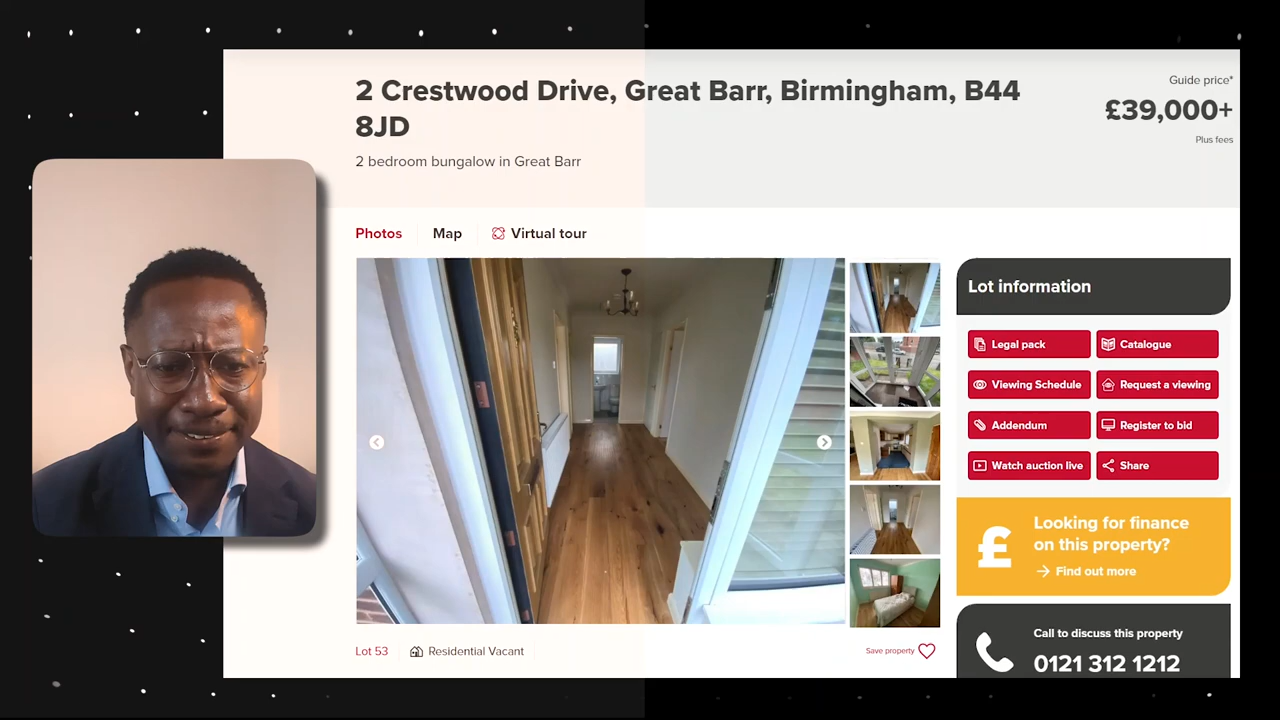 2 Crestwood Drive, Great Barr, Birmingham, B44
8JD
2 bedroom bungalow in Great Barr
Guide price*
£39,000+
Plus fees
Photos
Map
Virtual tour
Lot information
Legal pack
Catalogue
Viewing Schedule
Request a viewing
Addendum
Register to bid
Watch auction live
Share
£
Looking for finance
on this property?
Find out more
Call to discuss this property
0121 312 1212
Lot 53
Residential Vacant
Save property